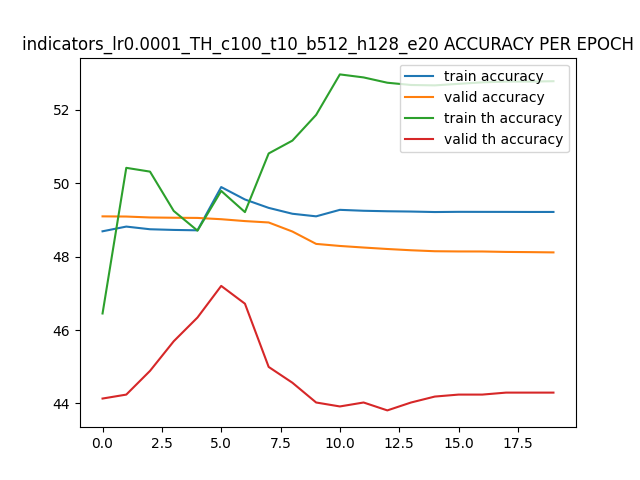 indicators_lr0.0001_TH_c100_t10_b512_h128_e20 ACCURACY PER EPOCH
train accuracy
valid accuracy
train th accuracy
valid th accuracy
52
50
48
46
44
0.0 2.5 5.0 7.5 10.0 12.5 15.0 17.5